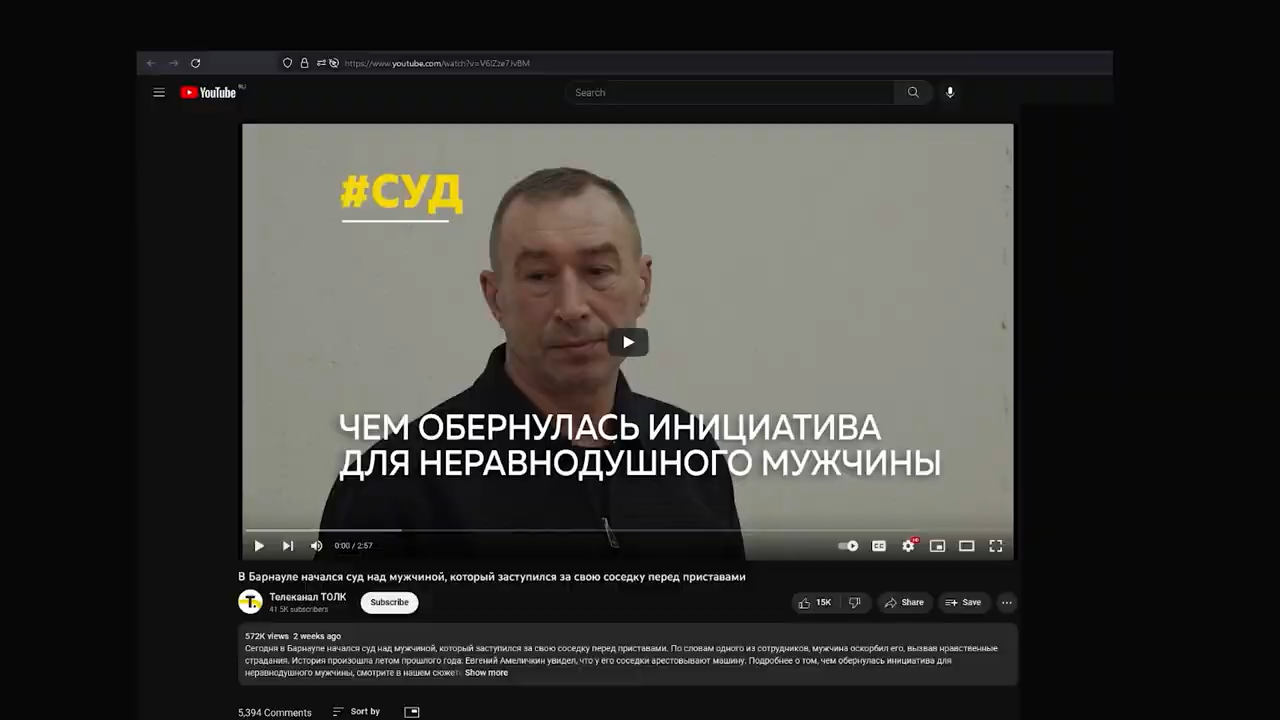 https://www.youtube.com/watch?v=V6IZze7JvBM
YouTube RU
Search
#СУД
ЧЕМ ОБЕРНУЛАСЬ ИНИЦИАТИВА
ДЛЯ НЕРАВНОДУШНОГО МУЖЧИНЫ
0:00 / 2:57
CC
HD
В Барнауле начался суд над мужчиной, который заступился за свою соседку перед приставами
Т.
Телеканал ТОЛК
41.5K subscribers
Subscribe
15K
Share
Save
572K views 2 weeks ago
Сегодня в Барнауле начался суд над мужчиной, который заступился за свою соседку перед приставами. По словам одного из сотрудников, мужчина оскорбил его, вызвав нравственные
страдания. История произошла летом прошлого года. Евгений Амеличкин увидел, что у его соседки арестовывают машину. Подробнее о том, чем обернулась инициатива для
неравнодушного мужчины, смотрите в нашем сюжете Show more
5,394 Comments
Sort by